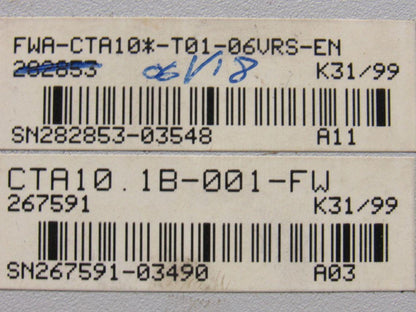 FWA-CTA10*-T01-06VRS-EN
282853 06V18 K31/99
SN282853-03548 A11
CTA10.1B-001-FW
267591 K31/99
SN267591-03490 A03